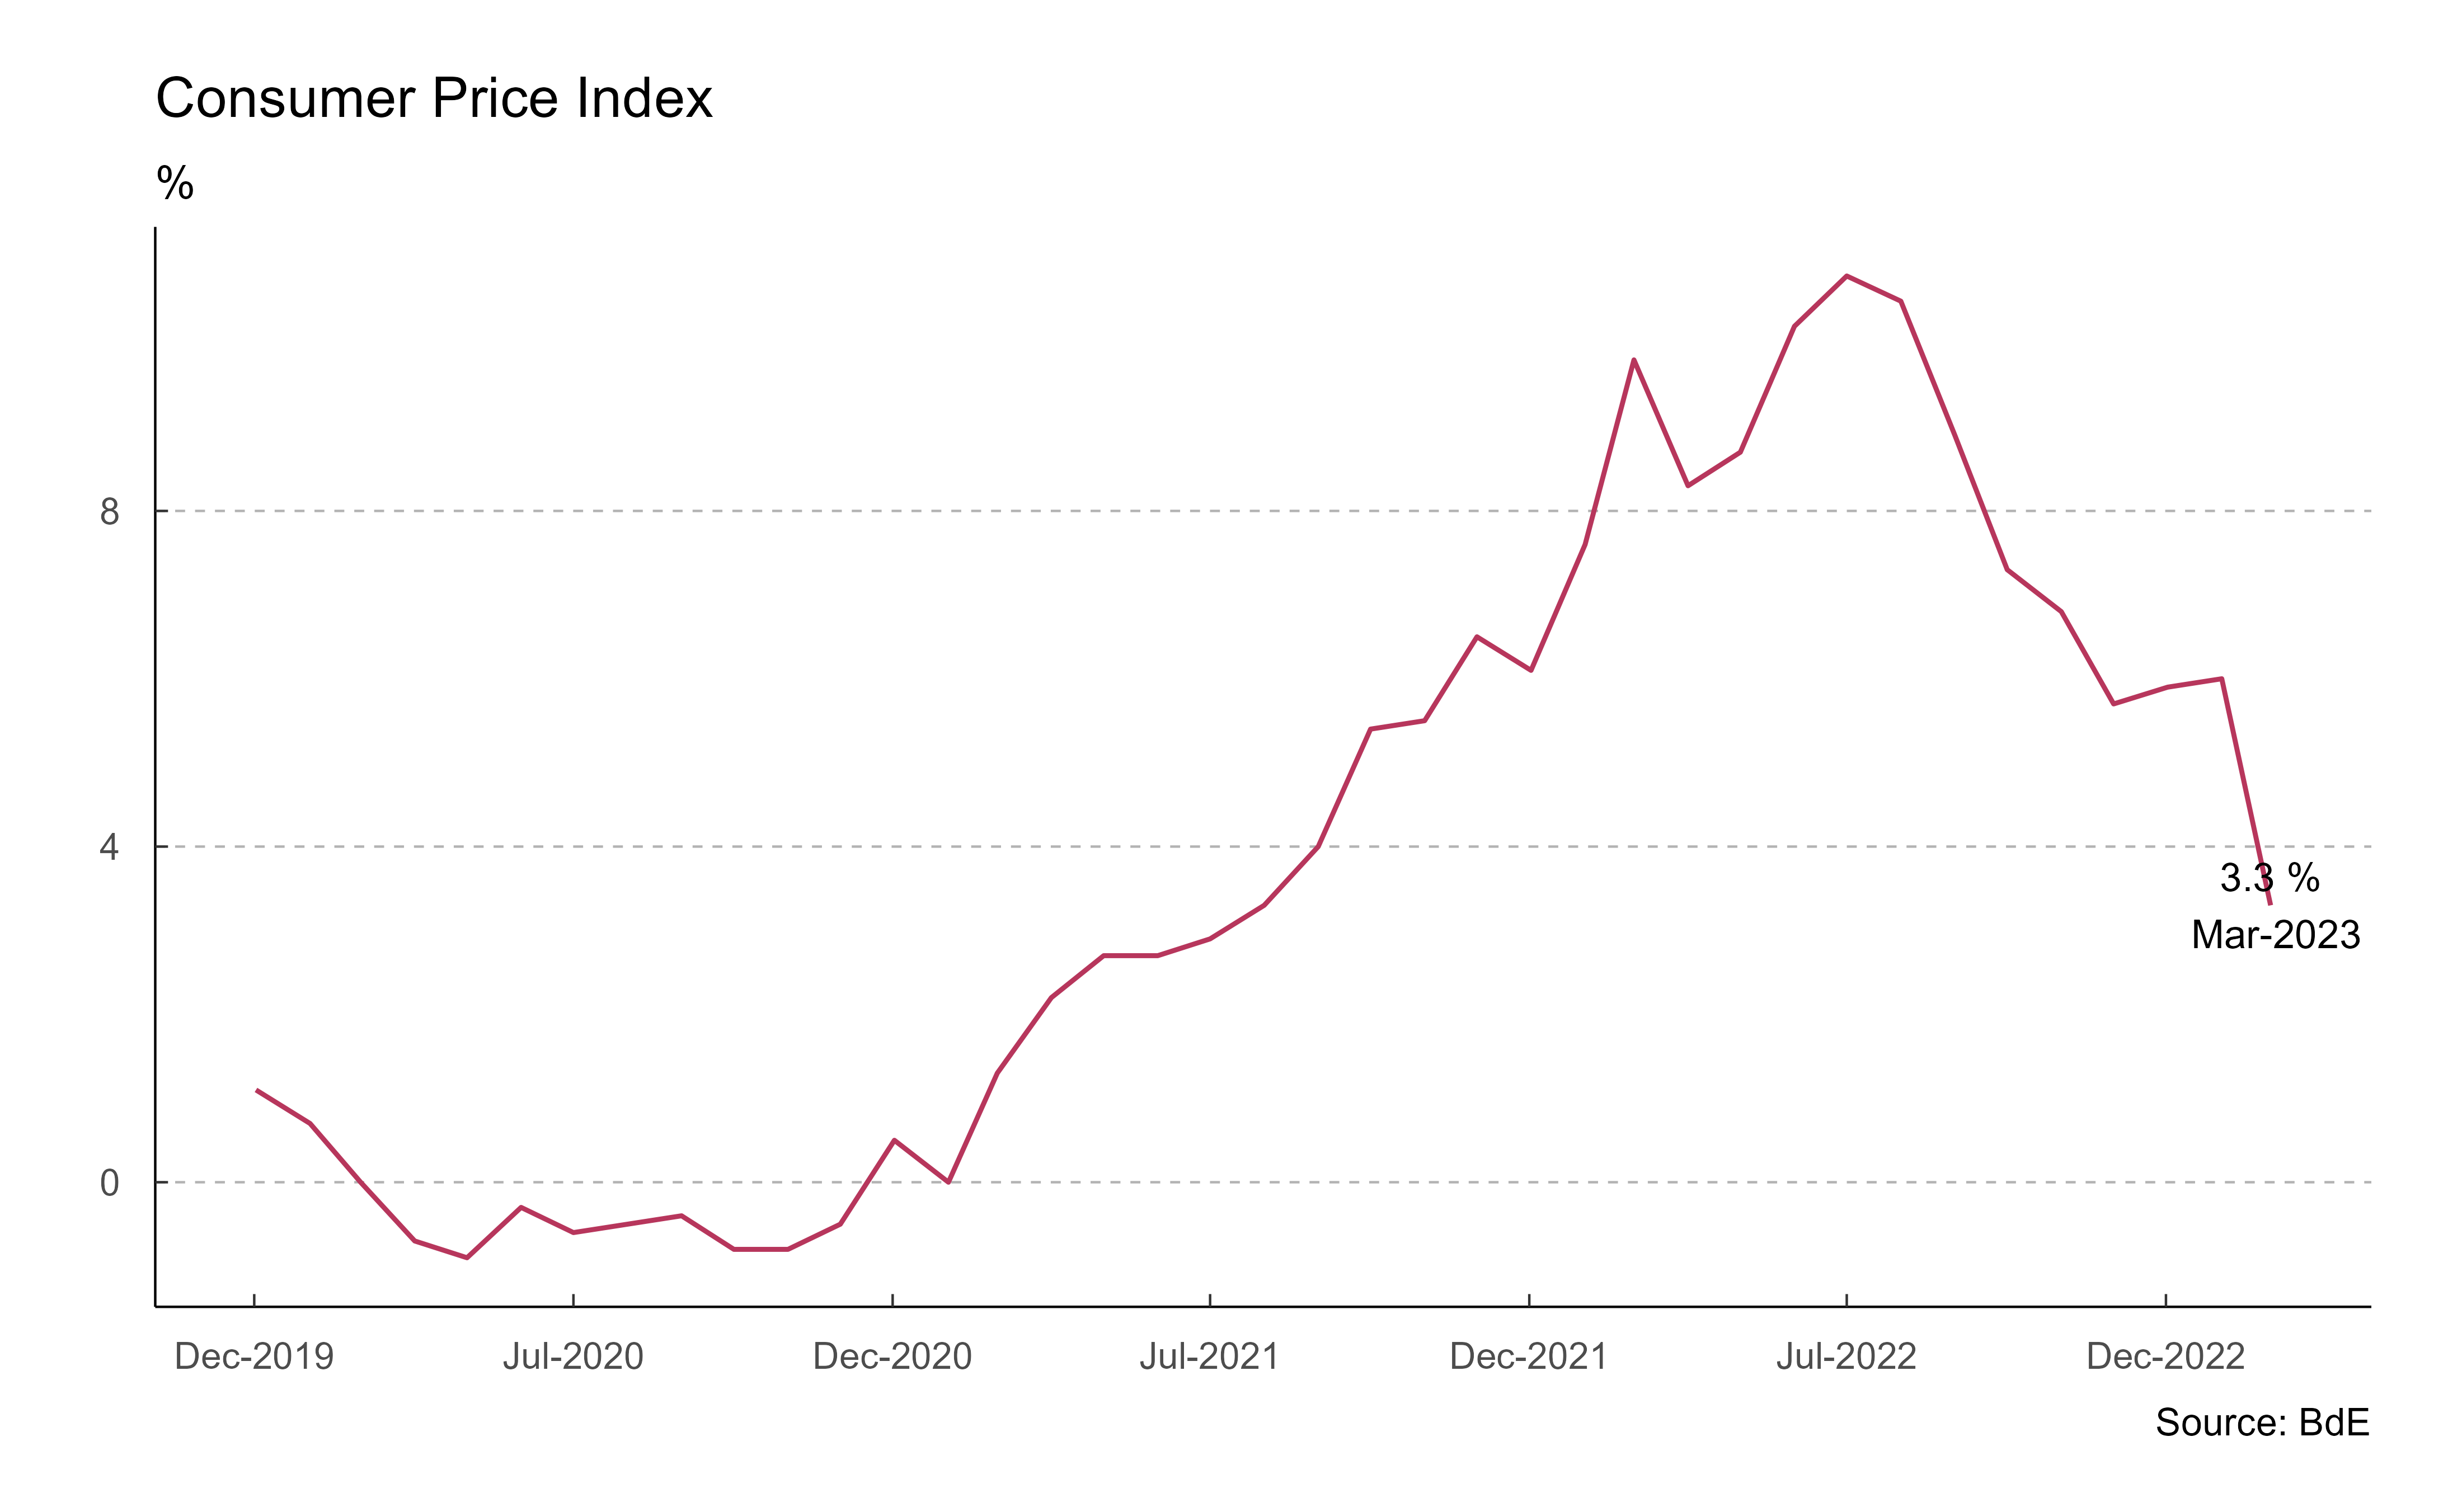 Consumer Price Index
%
8
4
3.3 %
Mar-2023
0
Dec-2019 Jul-2020 Dec-2020 Jul-2021 Dec-2021 Jul-2022 Dec-2022
Source: BdE